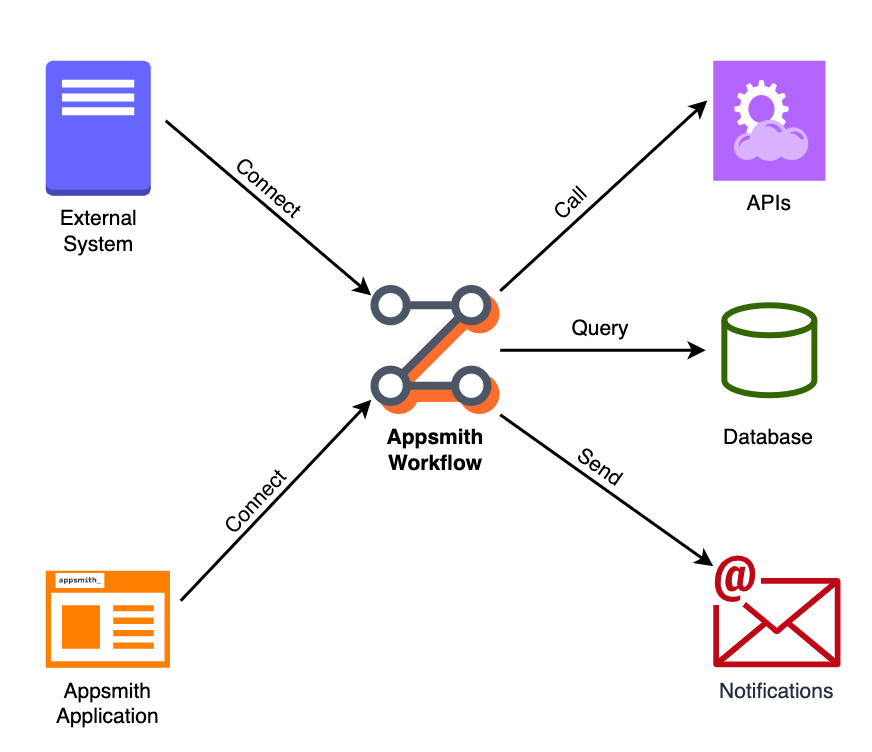 External
System
Connect
Call
APIs
Query
Database
Appsmith
Workflow
Connect
Send
@
appsmith_
Appsmith
Application
Notifications